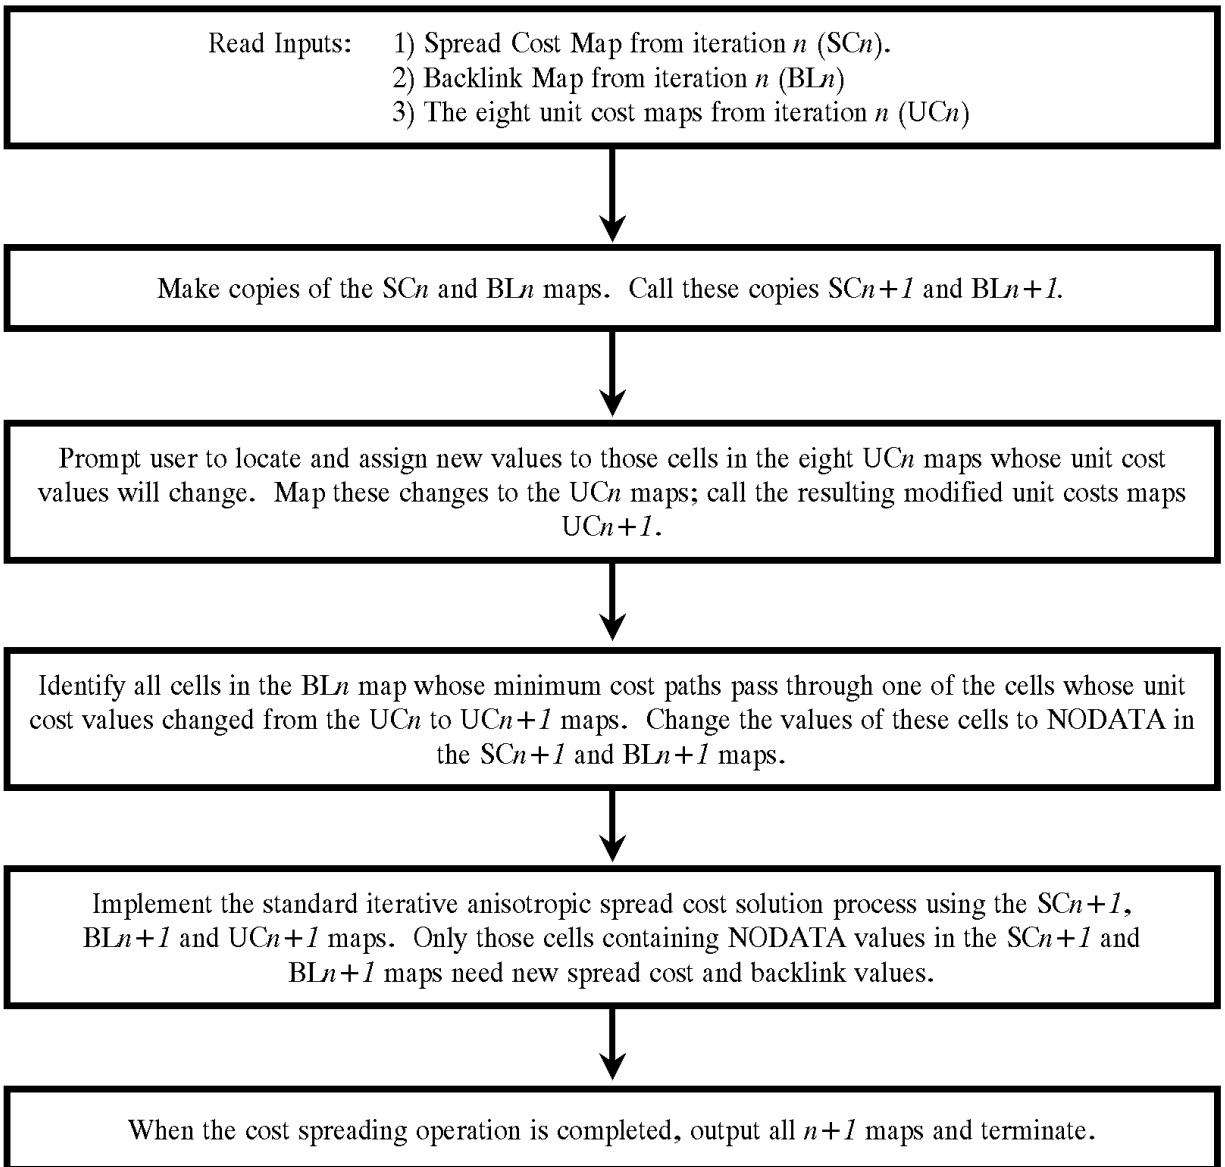 Read Inputs: 1) Spread Cost Map from iteration n (SCn).
2) Backlink Map from iteration n (BLn)
3) The eight unit cost maps from iteration n (UCn)
Make copies of the SCn and BLn maps. Call these copies SCn+1 and BLn+1.
Prompt user to locate and assign new values to those cells in the eight UCn maps whose unit cost
values will change. Map these changes to the UCn maps; call the resulting modified unit costs maps
UCn+1.
Identify all cells in the BLn map whose minimum cost paths pass through one of the cells whose unit
cost values changed from the UCn to UCn+1 maps. Change the values of these cells to NODATA in
the SCn+1 and BLn+1 maps.
Implement the standard iterative anisotropic spread cost solution process using the SCn+1,
BLn+1 and UCn+1 maps. Only those cells containing NODATA values in the SCn+1 and
BLn+1 maps need new spread cost and backlink values.
When the cost spreading operation is completed, output all n+1 maps and terminate.